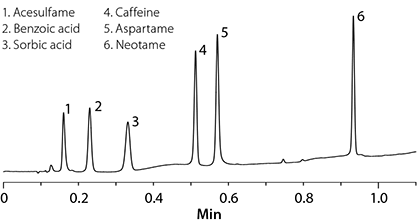 1. Acesulfame 4. Caffeine
2. Benzoic acid 5. Aspartame
3. Sorbic acid 6. Neotame
1 2 3 4 5 6
0 0.2 0.4 0.6 0.8 1.0
Min